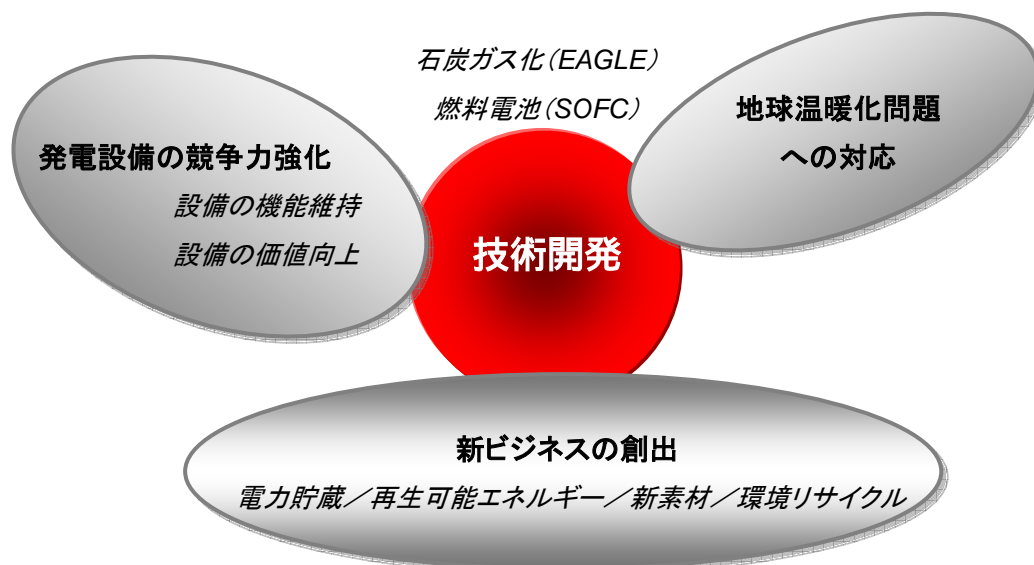 石炭ガス化（EAGLE）
燃料電池（SOFC）
発電設備の競争力強化
設備の機能維持
設備の価値向上
地球温暖化問題
への対応
技術開発
新ビジネスの創出
電力貯蔵／再生可能エネルギー／新素材／環境リサイクル